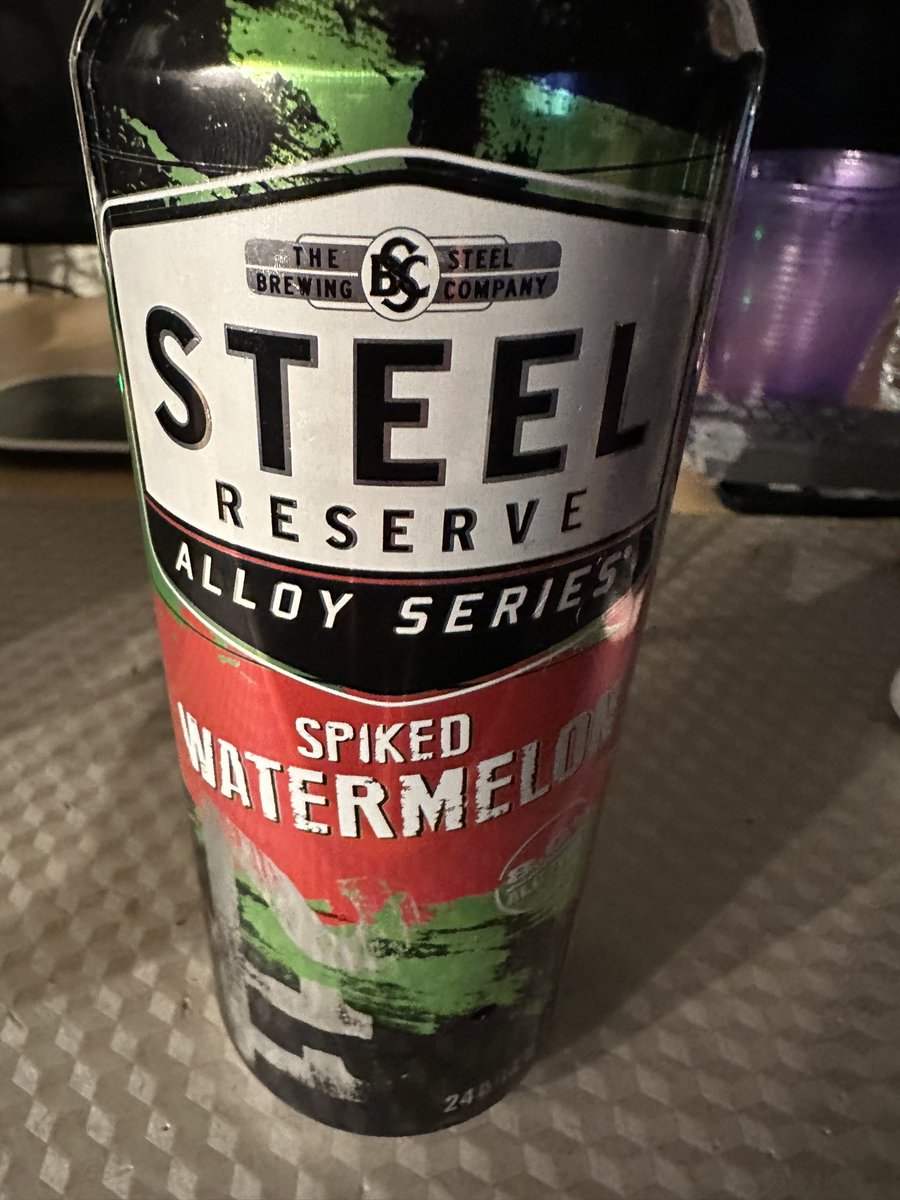 THE STEEL
BREWING BSC COMPANY
STEEL
RESERVE
ALLOY SERIES
SPIKED
WATERMELON